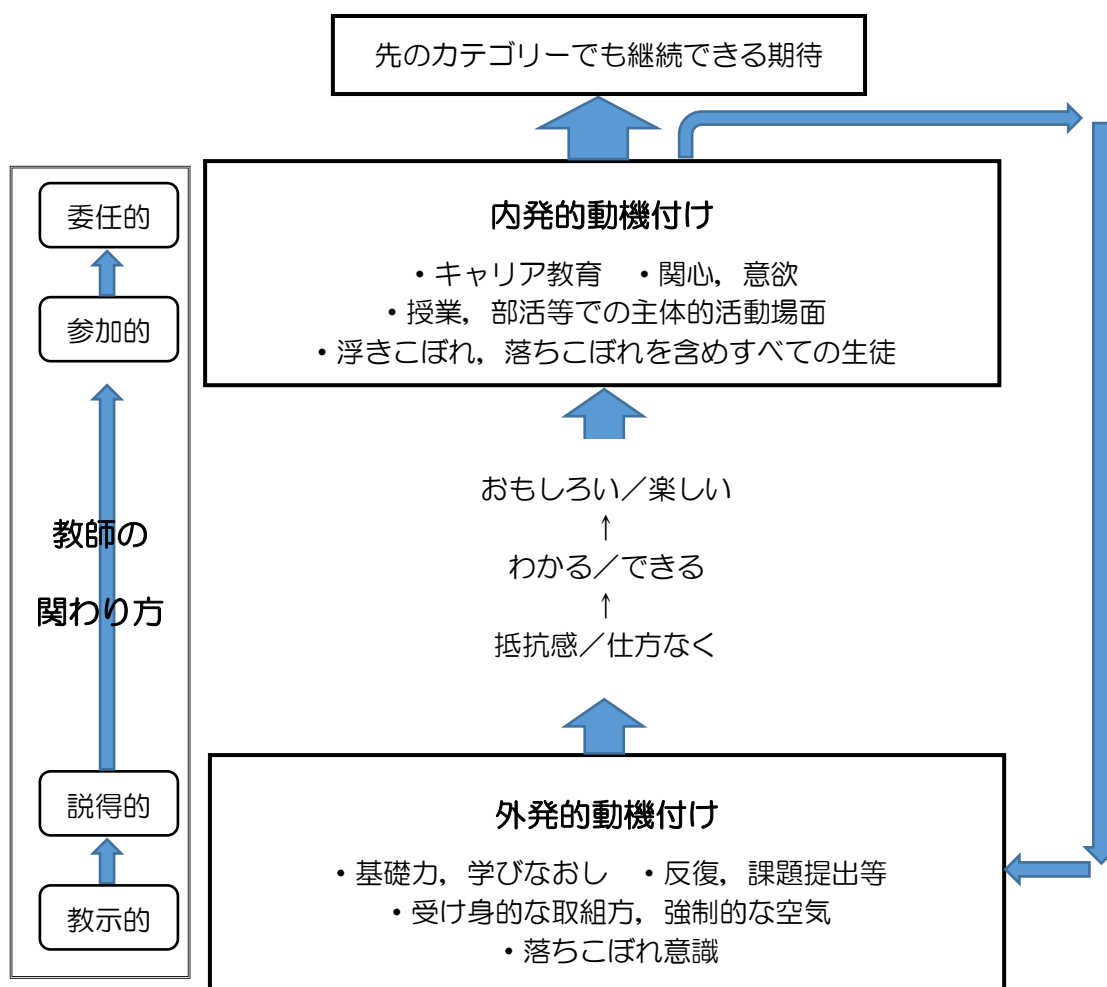 先のカテゴリーでも継続できる期待
委任的
参加的
教師の
関わり方
説得的
教示的
内発的動機付け
・キャリア教育　・関心，意欲
・授業，部活等での主体的活動場面
・浮きこぼれ，落ちこぼれを含めすべての生徒
おもしろい／楽しい
↑
わかる／できる
↑
抵抗感／仕方なく
外発的動機付け
・基礎力，学びなおし　・反復，課題提出等
・受け身的な取組方，強制的な空気
・落ちこぼれ意識